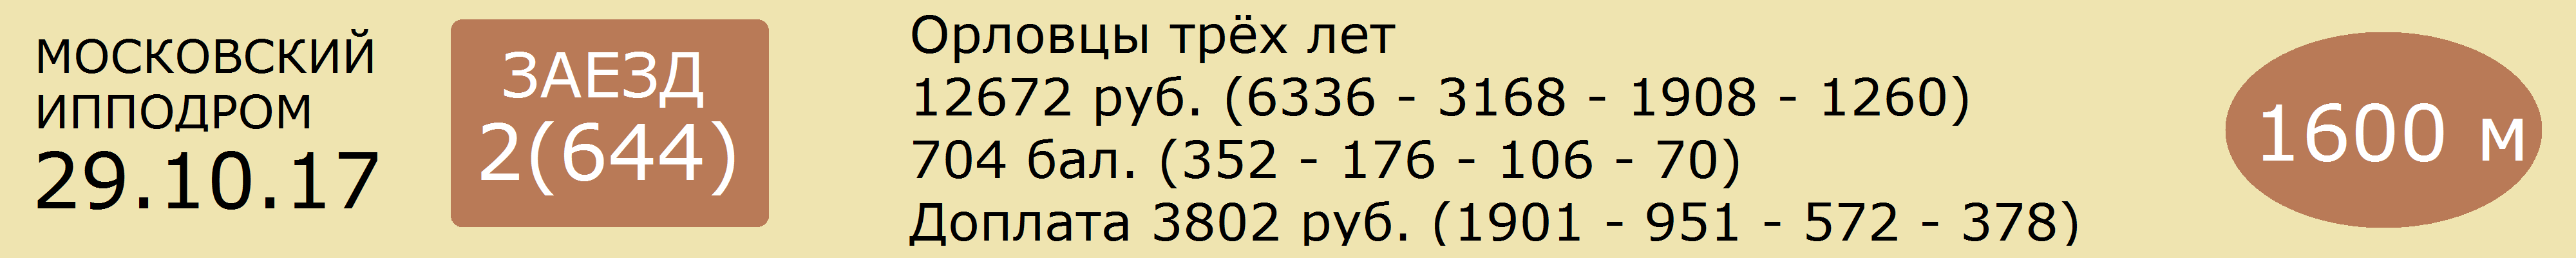 МОСКОВСКИЙ
ИППОДРОМ
29.10.17
ЗАЕЗД
2(644)
Орловцы трёх лет
12672 руб. (6336 - 3168 - 1908 - 1260)
704 бал. (352 - 176 - 106 - 70)
Доплата 3802 руб. (1901 - 951 - 572 - 378)
1600 м